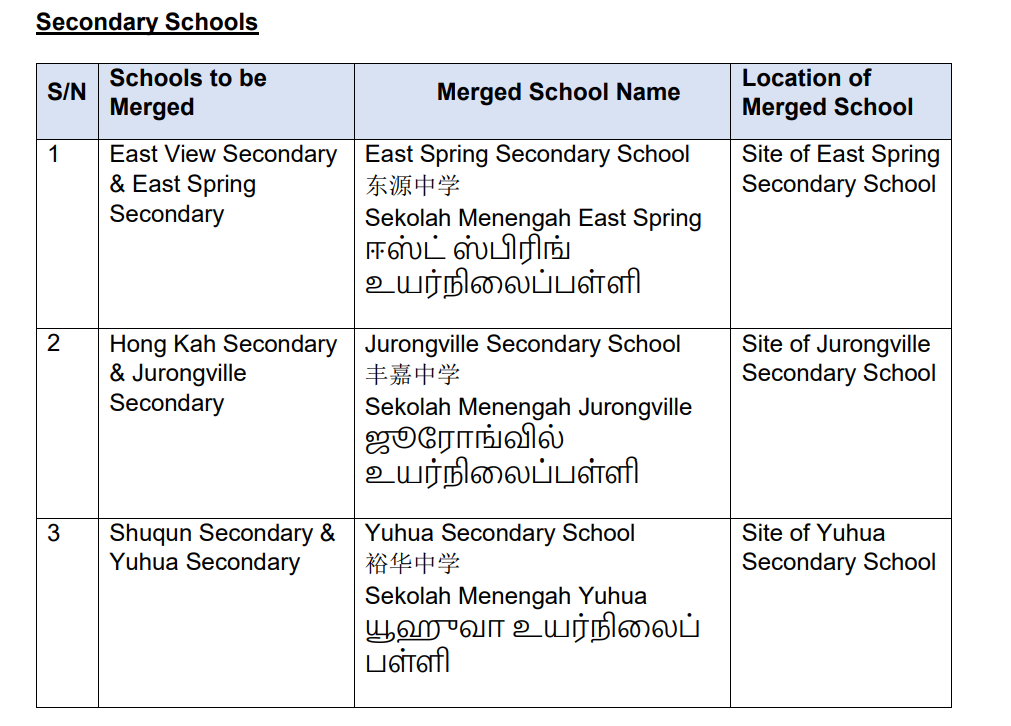 Secondary Schools
S/N
Schools to be
Merged
Merged School Name
Location of
Merged School
1
East View Secondary
& East Spring
Secondary
East Spring Secondary School
东源中学
Sekolah Menengah East Spring
ஈஸ்ட் ஸ்பிரிங்
உயர்நிலைப்பள்ளி
Site of East Spring
Secondary School
2
Hong Kah Secondary
& Jurongville
Secondary
Jurongville Secondary School
丰嘉中学
Sekolah Menengah Jurongville
ஜூரோங்வில்
உயர்நிலைப்பள்ளி
Site of Jurongville
Secondary School
3
Shuqun Secondary &
Yuhua Secondary
Yuhua Secondary School
裕华中学
Sekolah Menengah Yuhua
யூஹுவா உயர்நிலைப்
பள்ளி
Site of Yuhua
Secondary School